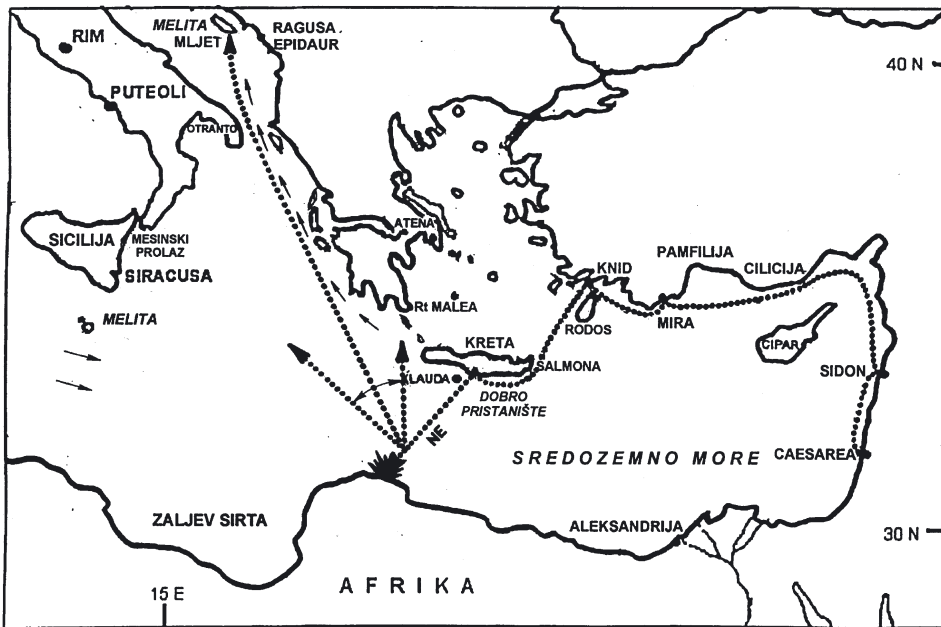 MELITA
MLJET
RAGUSA
EPIDAUR
RIM
40 N
PUTEOLI
OTRANTO
SICILIJA
MESINSKI
PROLAZ
SIRACUSA
ATENA
KNID
PAMFILIJA
CILICIJA
MELITA
Rt MALEA
RODOS
MIRA
KRETA
CIPAR
SALMONA
SIDON
KLAUDA
DOBRO
PRISTANIŠTE
NE
SREDOZEMNO MORE
CAESAREA
ZALJEV SIRTA
ALEKSANDRIJA
30 N
AFRIKA
15 E